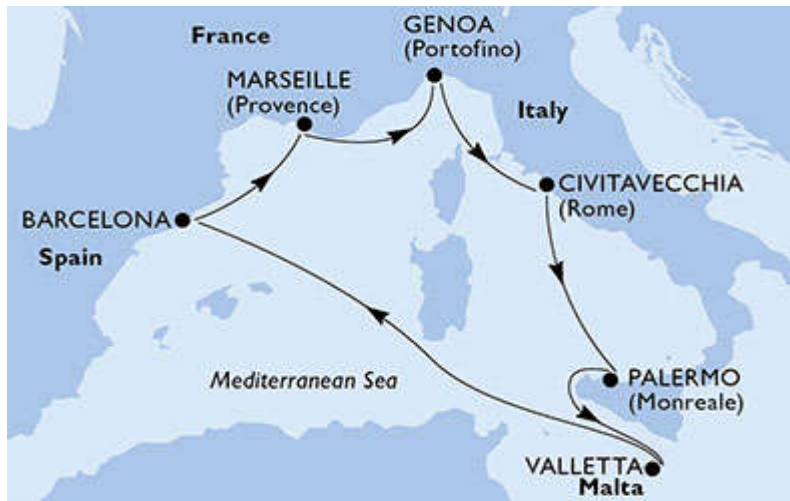 France
GENOA
(Portofino)
MARSEILLE
(Provence)
Italy
CIVITAVECCHIA
(Rome)
BARCELONA
Spain
Mediterranean Sea
PALERMO
(Monreale)
VALLETTA
Malta